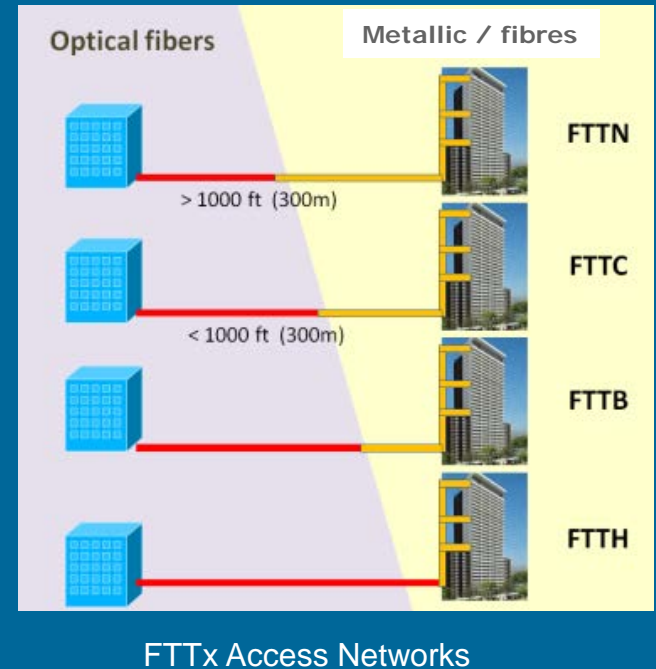 Optical fibers
Metallic / fibres
FTTN
> 1000 ft (300m)
FTTC
< 1000 ft (300m)
FTTB
FTTH
FTTx Access Networks